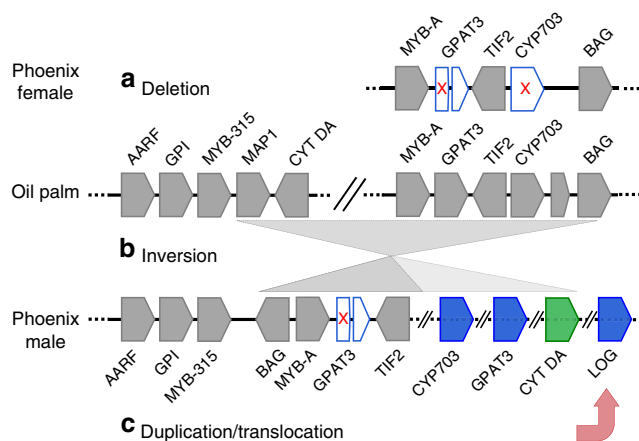 MYB-A GPAT3 TIF2 CYP703 BAG
Phoenix female
a Deletion
X X
AARF GPI MYB-315 MAP1 CYT DA MYB-A GPAT3 TIF2 CYP703 BAG
Oil palm
b Inversion
Phoenix male
X
AARF GPI MYB-315 BAG MYB-A GPAT3 TIF2 CYP703 GPAT3 CYT DA LOG
c Duplication/translocation